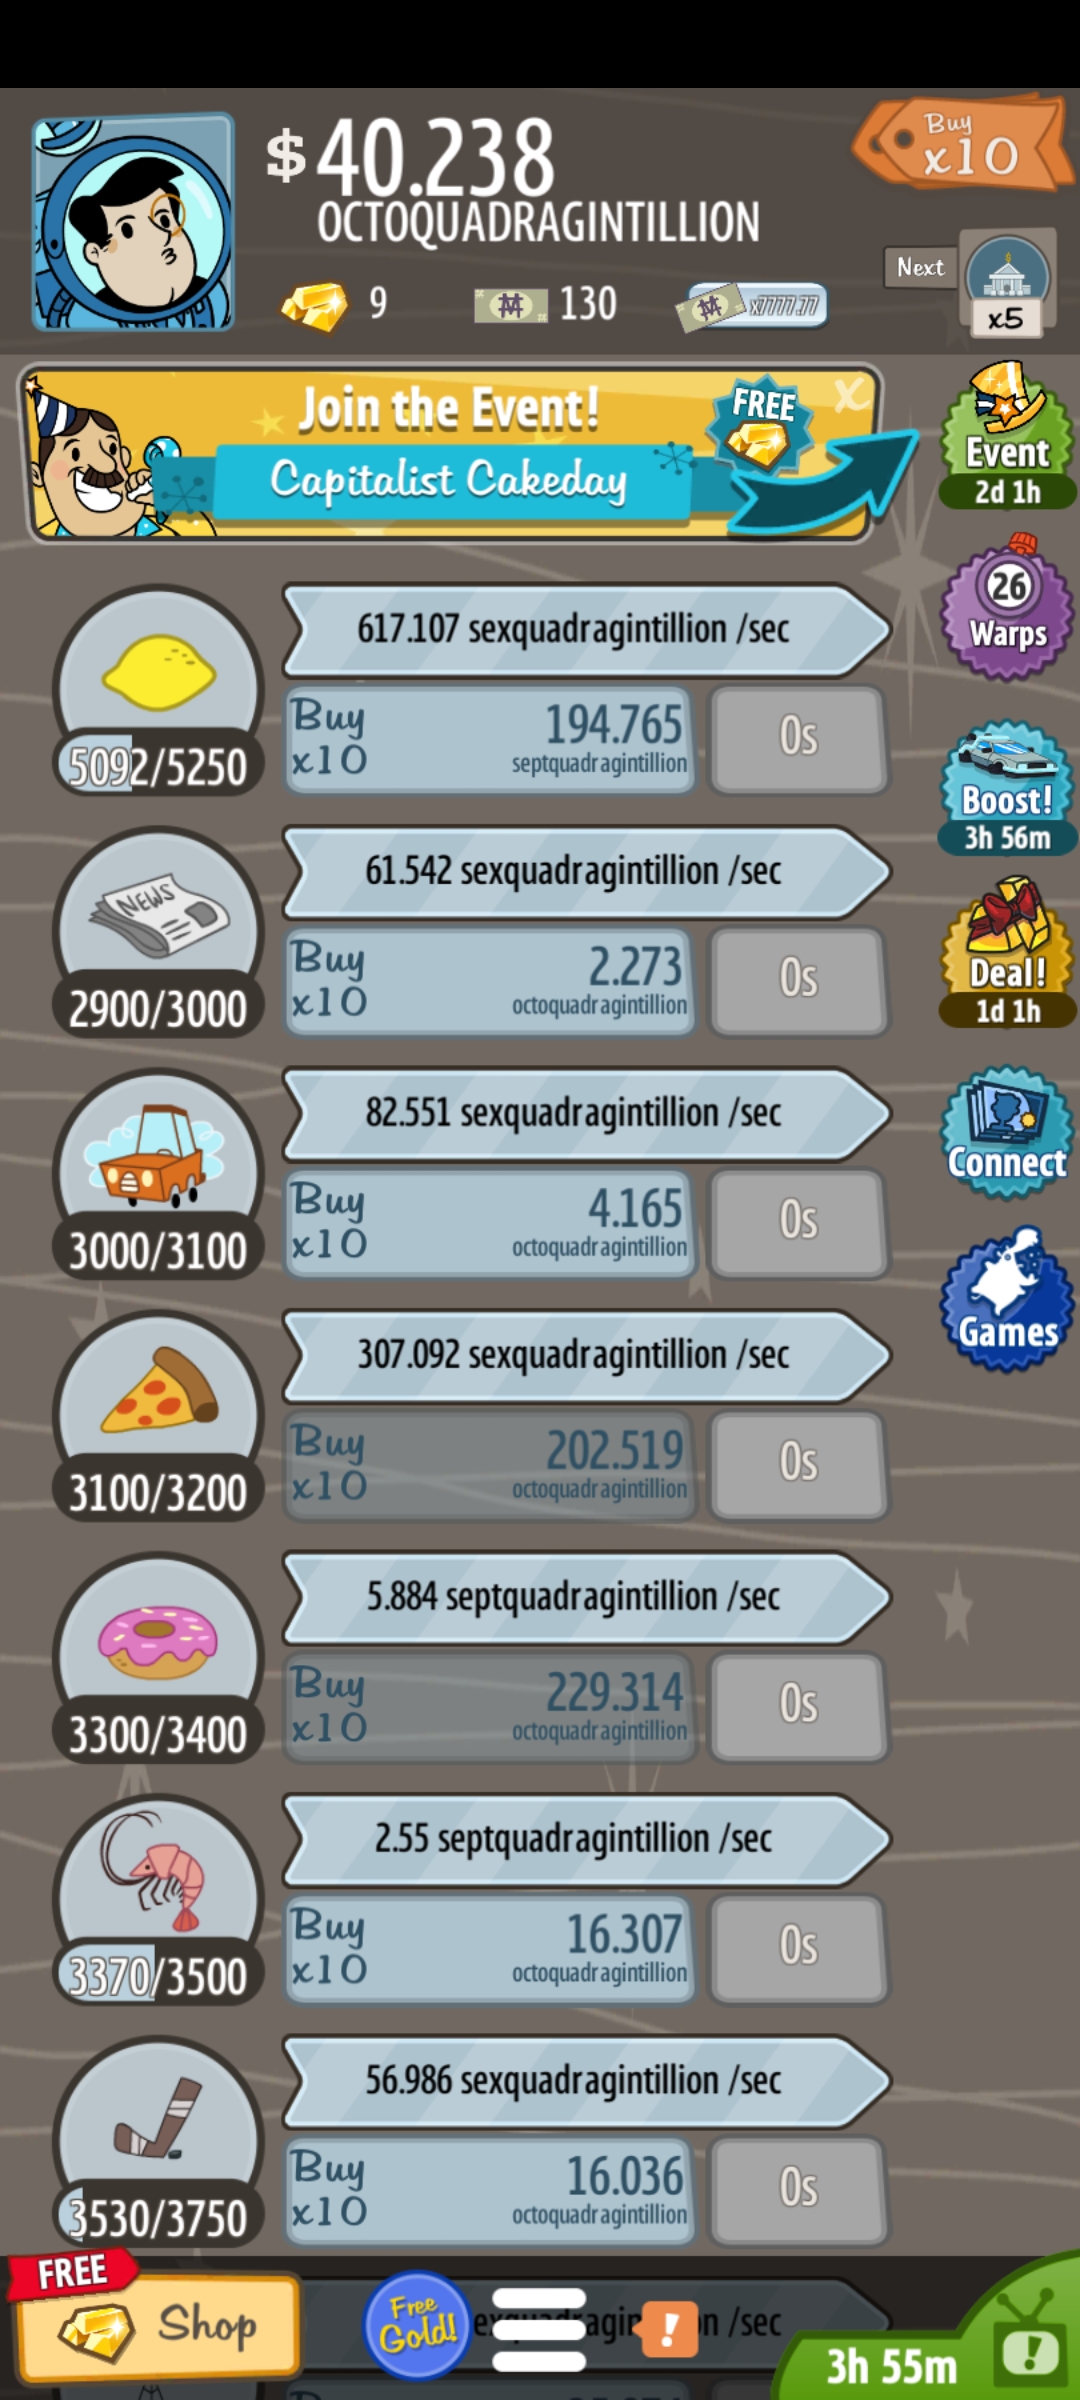 $ 40.238
OCTOQUADRAGINTILLION
Buy
x10
9
130
x7777.77
Next
x5
Join the Event!
Capitalist Cakeday
FREE
X
Event
2d 1h
26
Warps
Boost!
3h 56m
Deal!
1d 1h
Connect
Games
617.107 sexquadragintillion /sec
5092/5250
Buy
x10
194.765
septquadragintillion
0s
NEWS
61.542 sexquadragintillion /sec
2900/3000
Buy
x10
2.273
octoquadragintillion
0s
82.551 sexquadragintillion /sec
3000/3100
Buy
x10
4.165
octoquadragintillion
0s
307.092 sexquadragintillion /sec
3100/3200
Buy
x10
202.519
octoquadragintillion
0s
5.884 septquadragintillion /sec
3300/3400
Buy
x10
229.314
octoquadragintillion
0s
2.55 septquadragintillion /sec
3370/3500
Buy
x10
16.307
octoquadragintillion
0s
56.986 sexquadragintillion /sec
3530/3750
Buy
x10
16.036
octoquadragintillion
0s
FREE
Shop
Free
Gold!
!
/sec
3h 55m
!